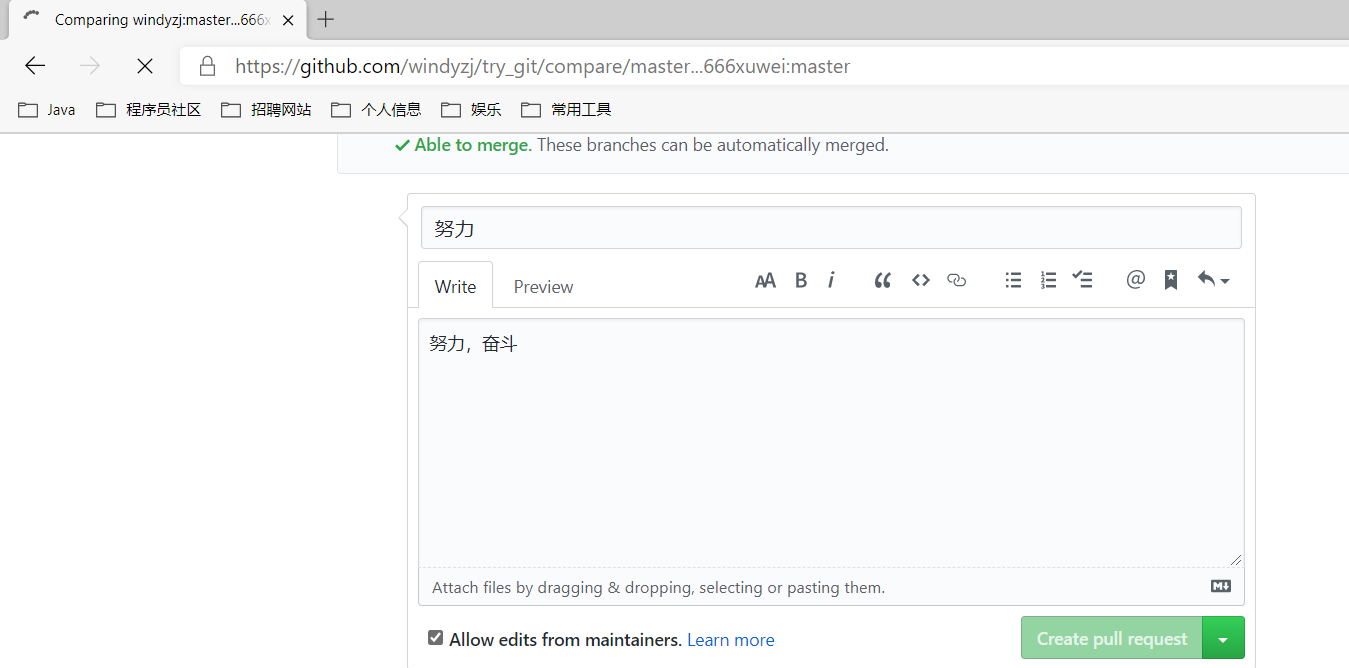 Comparing windyzj:master...666x
https://github.com/windyzj/try_git/compare/master...666xuwei:master
Java 程序员社区 招聘网站 个人信息 娱乐 常用工具
Able to merge. These branches can be automatically merged.
努力
Write Preview AA B i @
努力，奋斗
Attach files by dragging & dropping, selecting or pasting them. M↓
Allow edits from maintainers. Learn more Create pull request